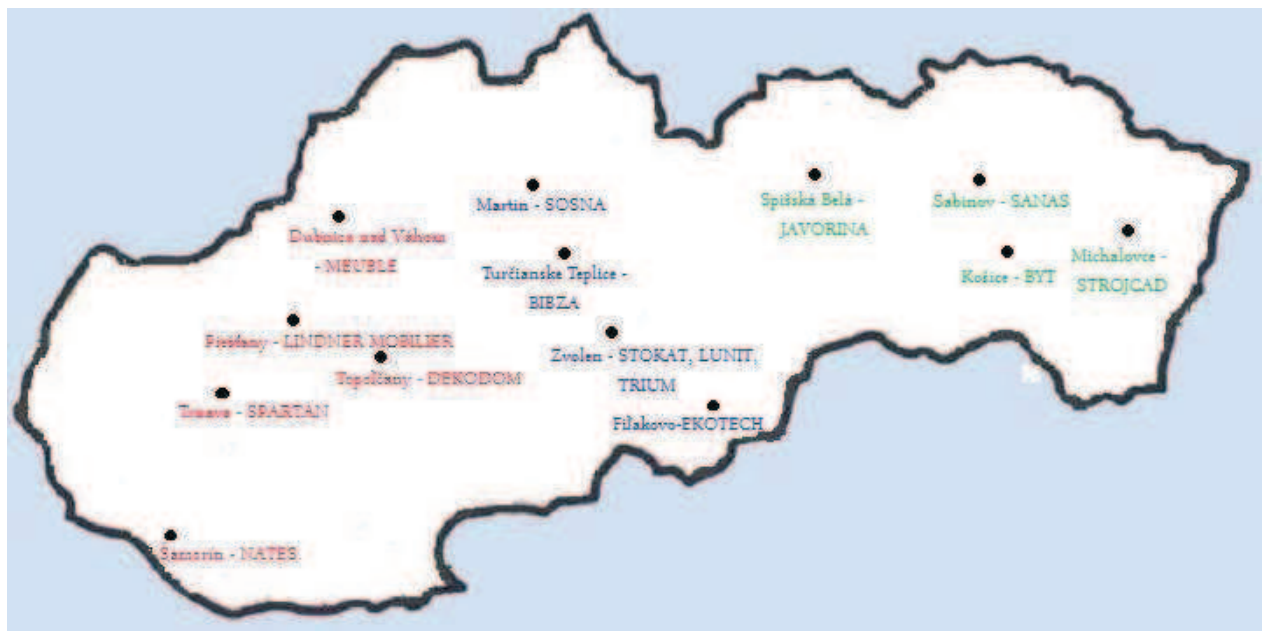 Martin - SOSNA
Spišská Belá -
JAVORINA
Sabinov - SANAS
Dubnica nad Váhom
- MEUBLE
Turčianske Teplice -
BIEZA
Košice - BYT
Michalovce -
STROJCAD
Piešťany - LINDNER MOBILIER
Topoľčany - DEKODOM
Zvolen - STOKAT, LUNIT,
TRIUM
Trnava - SPARTAN
Fiľakovo-EKOTECH
Šamorín - NATES